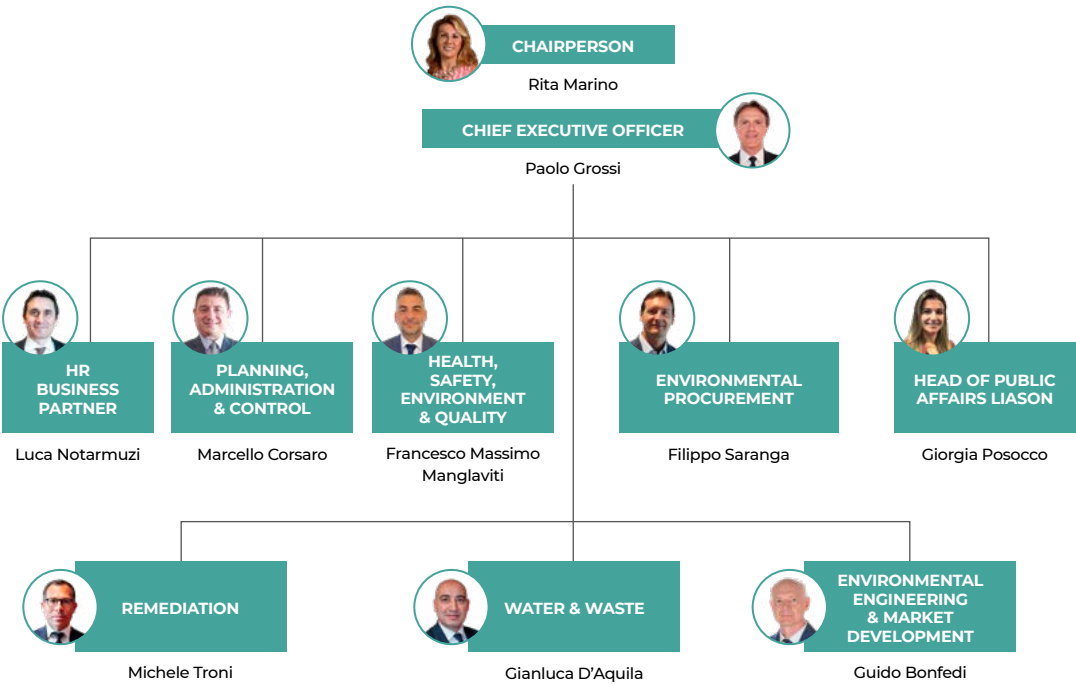 CHAIRPERSON
Rita Marino
CHIEF EXECUTIVE OFFICER
Paolo Grossi
HR
BUSINESS
PARTNER
Luca Notarmuzi
PLANNING,
ADMINISTRATION
& CONTROL
Marcello Corsaro
HEALTH,
SAFETY,
ENVIRONMENT
& QUALITY
Francesco Massimo
Manglaviti
ENVIRONMENTAL
PROCUREMENT
Filippo Saranga
HEAD OF PUBLIC
AFFAIRS LIASON
Giorgia Posocco
REMEDIATION
Michele Troni
WATER & WASTE
Gianluca D’Aquila
ENVIRONMENTAL
ENGINEERING
& MARKET
DEVELOPMENT
Guido Bonfedi